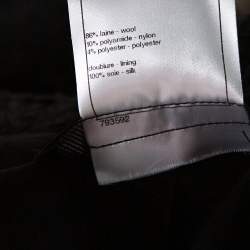 86% laine - wool
10% polyamide - nylon
4% polyester - polyester
doublure - lining
100% soie - silk
793592